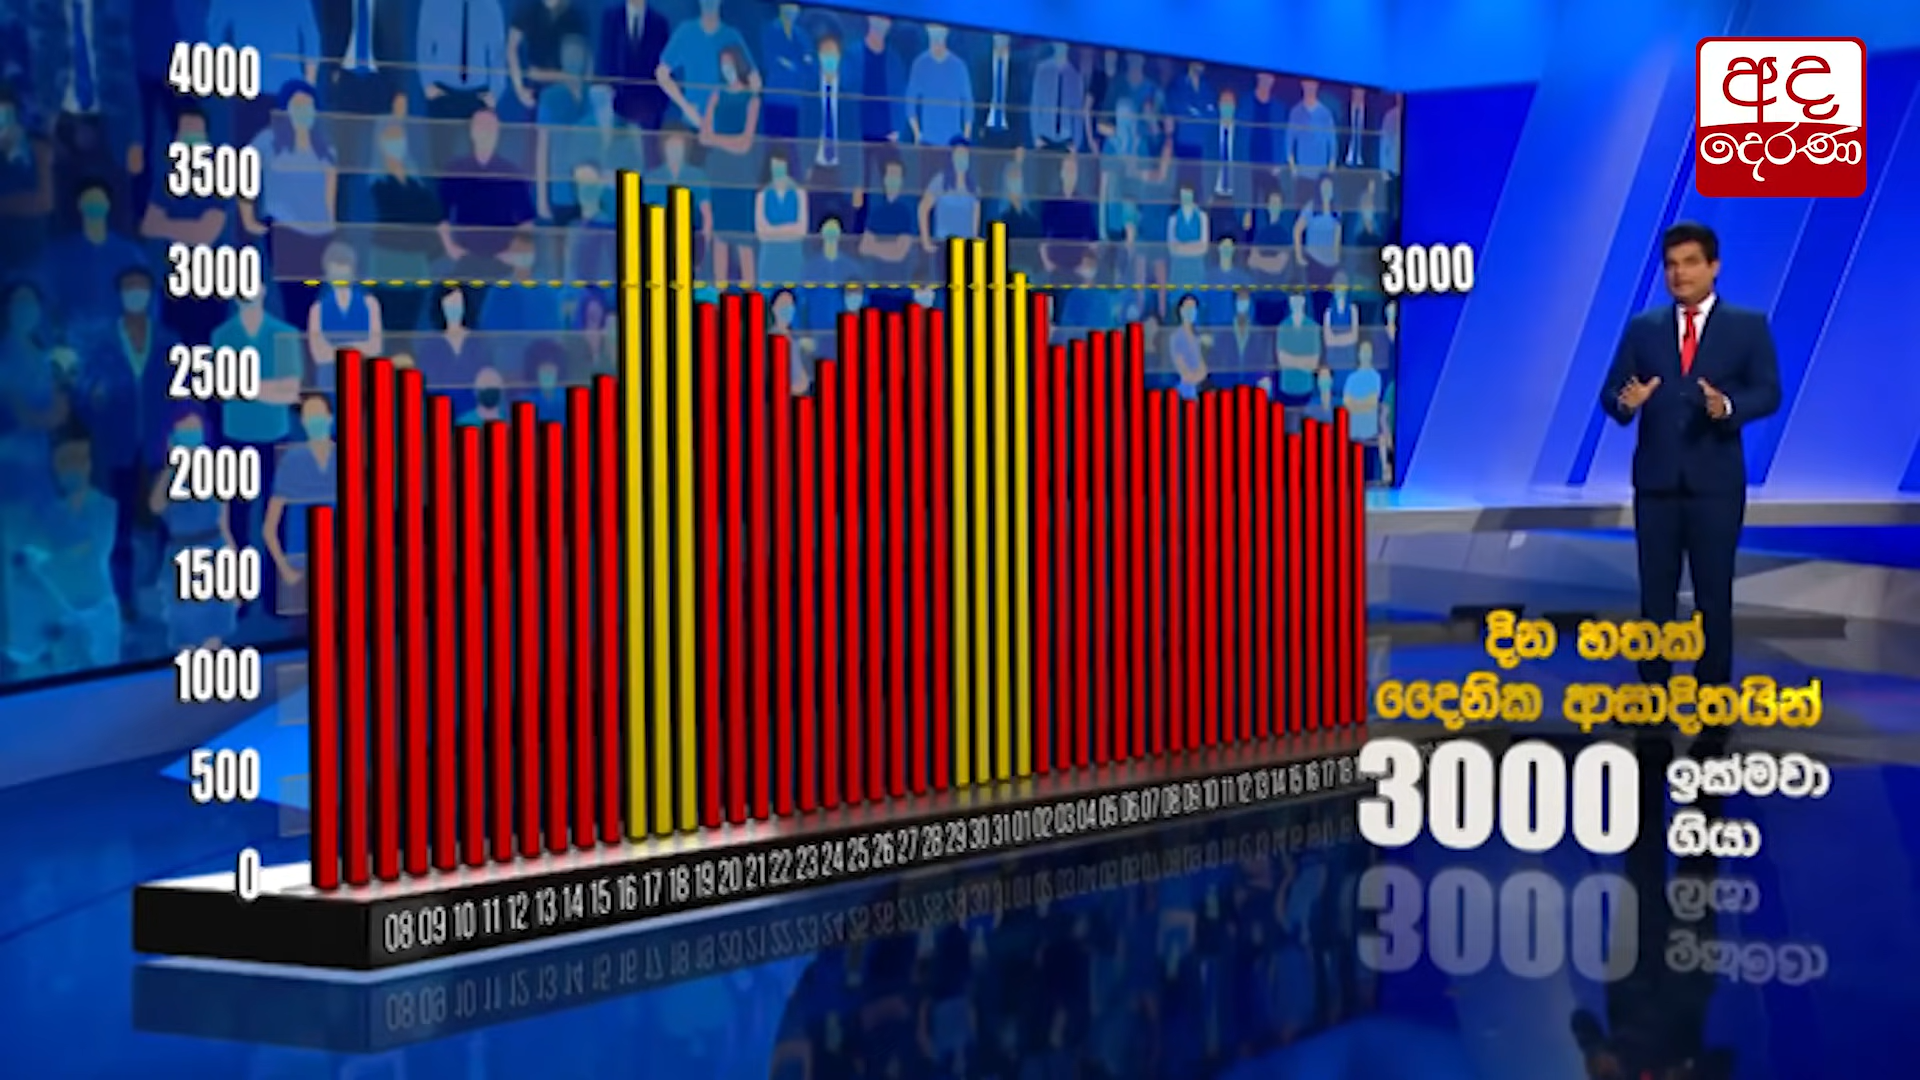 අද
දෙරණ
4000
3500
3000
2500
2000
1500
1000
500
0
3000
දින හතක්
දෛනික ආසාදිතයින්
3000 ඉක්මවා
ගියා
08 09 10 11 12 13 14 15 16 17 18 19 20 21 22 23 24 25 26 27 28 29 30 31 01 02 03 04 05 06 07 08 09 10 11 12 13 14 15 16 17 18